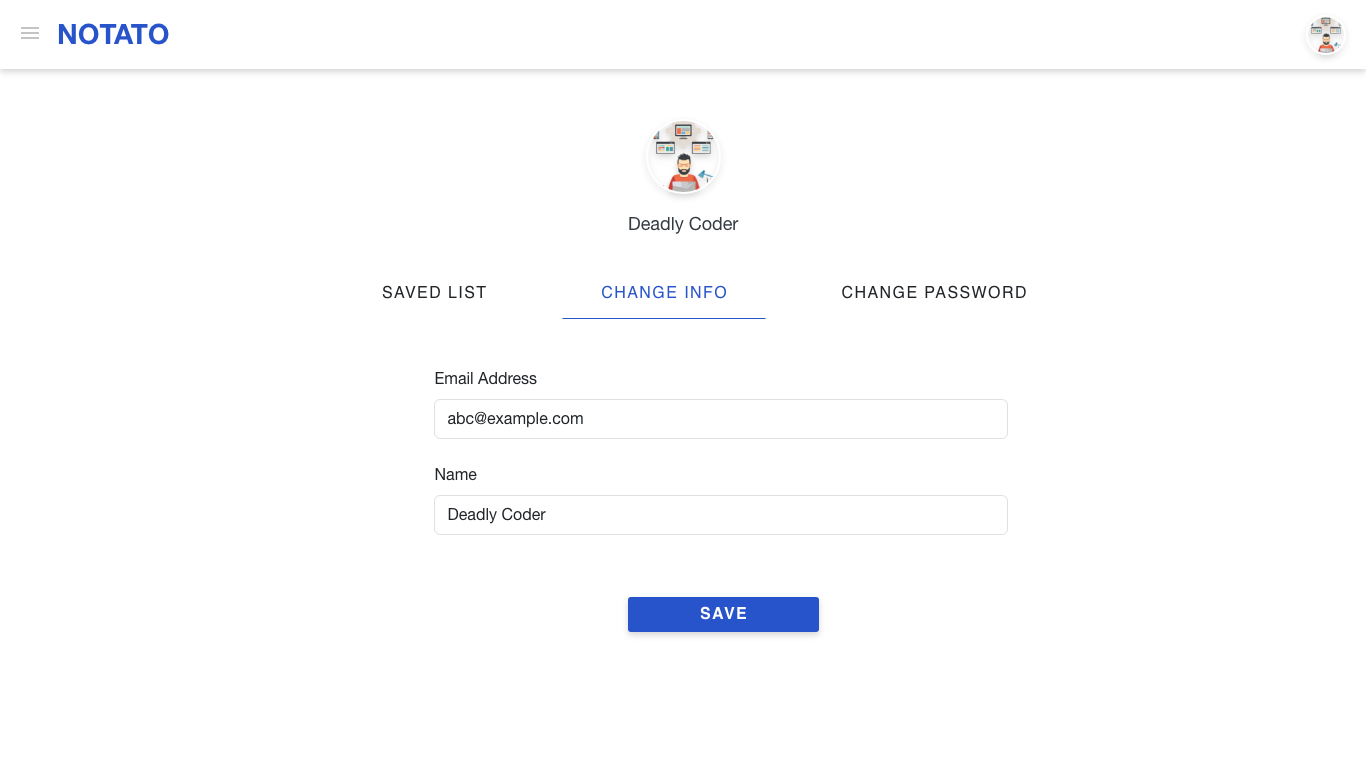 NOTATO
Deadly Coder
SAVED LIST
CHANGE INFO
CHANGE PASSWORD
Email Address
abc@example.com
Name
Deadly Coder
SAVE